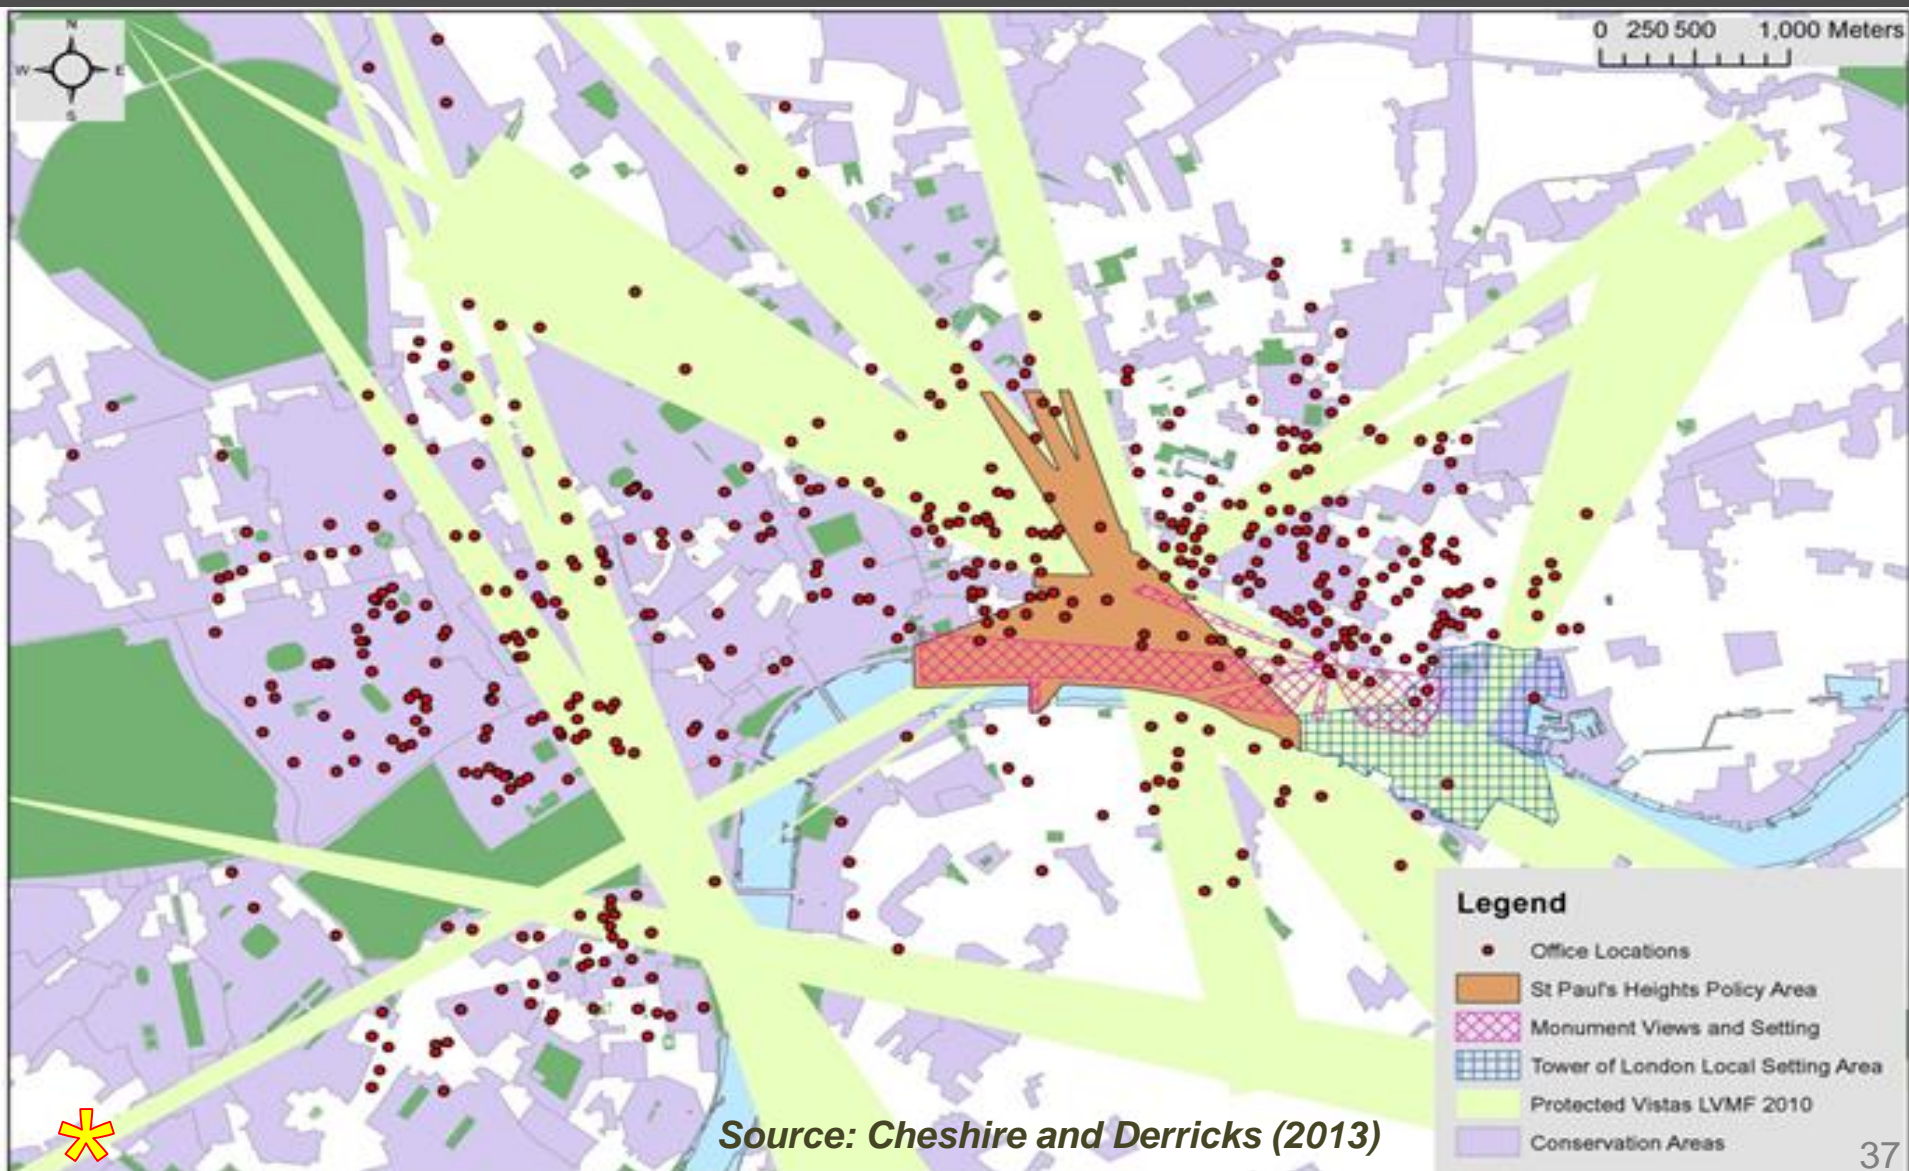 N
W E
S
0 250 500 1,000 Meters
Legend
Office Locations
St Paul's Heights Policy Area
Monument Views and Setting
Tower of London Local Setting Area
Protected Vistas LVMF 2010
Conservation Areas
Source: Cheshire and Derricks (2013)
37